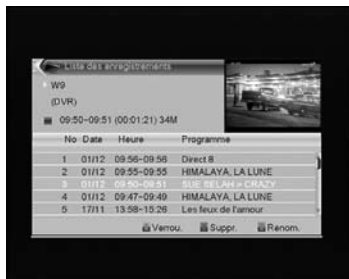 Liste des enregistrements
W9
(DVR)
09:50-09:51 (00:01:21) 34M
No Date Heure Programme
1 01/12 09:56-09:56 Direct 8
2 01/12 09:55-09:55 HIMALAYA, LA LUNE
3 01/12 09:50-09:51 SUE SELAH » CRAZY
4 01/12 09:47-09:49 HIMALAYA, LA LUNE
5 17/11 13:58-15:26 Les feux de l'amour
Verrou. Suppr. Renom.